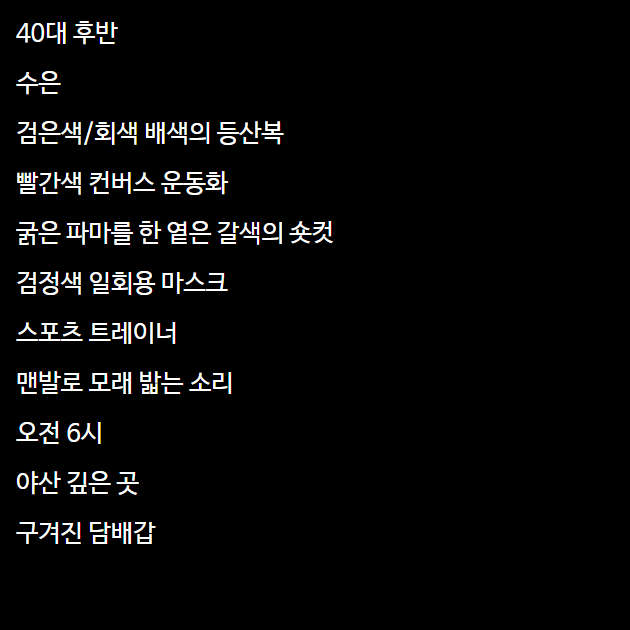 40대 후반
수은
검은색/회색 배색의 등산복
빨간색 컨버스 운동화
굵은 파마를 한 옅은 갈색의 숏컷
검정색 일회용 마스크
스포츠 트레이너
맨발로 모래 밟는 소리
오전 6시
야산 깊은 곳
구겨진 담배갑